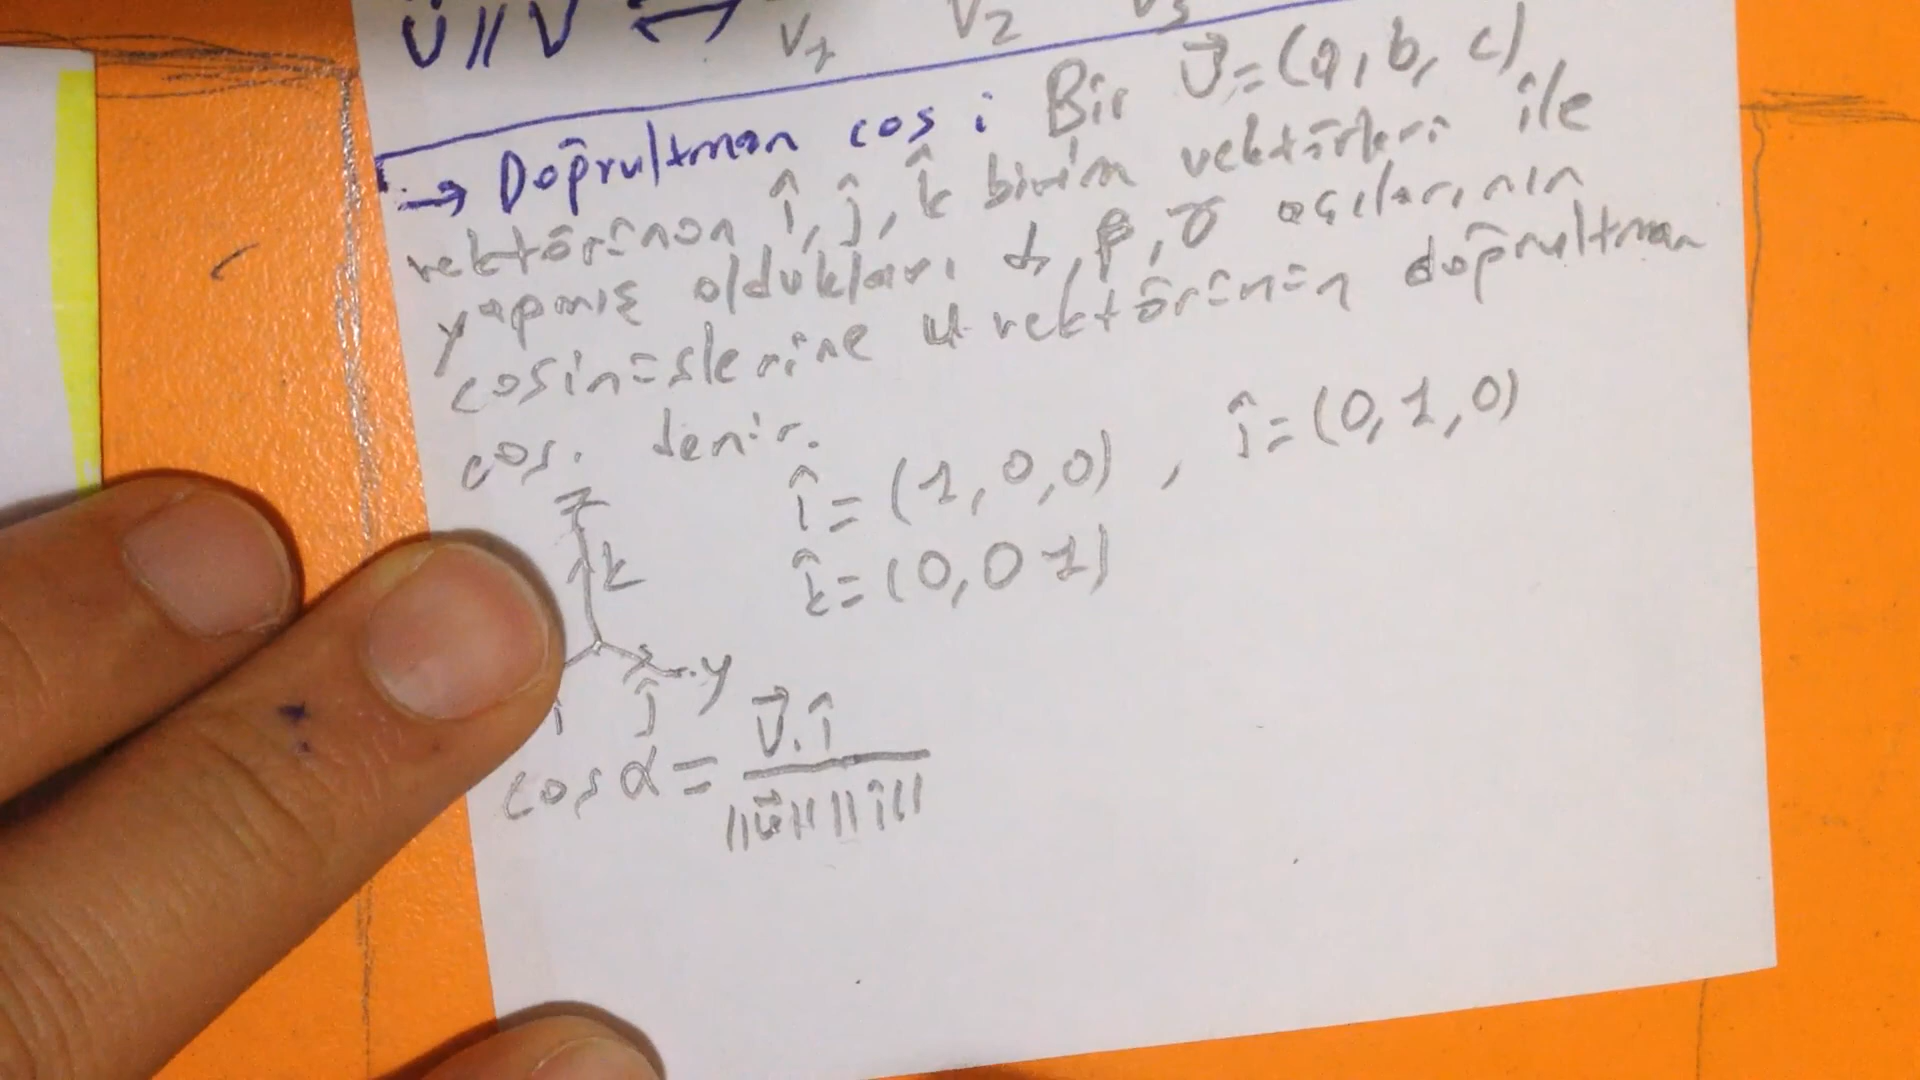 U // V ↔ V₁ V₂ V₃
→ Doğrultman cos : Bir U⃗=(a, b, c)
vektörünün î, ĵ, k̂ birim vektörleri ile
yapmış oldukları α, β, γ açılarının
cosinüslerine u vektörünün doğrultman
cos. denir.
î = (1, 0, 0) , î = (0, 1, 0)
k̂ = (0, 0 1)
z
k
y
i ĵ
cos α = U⃗.î / ||u⃗|| ||î||